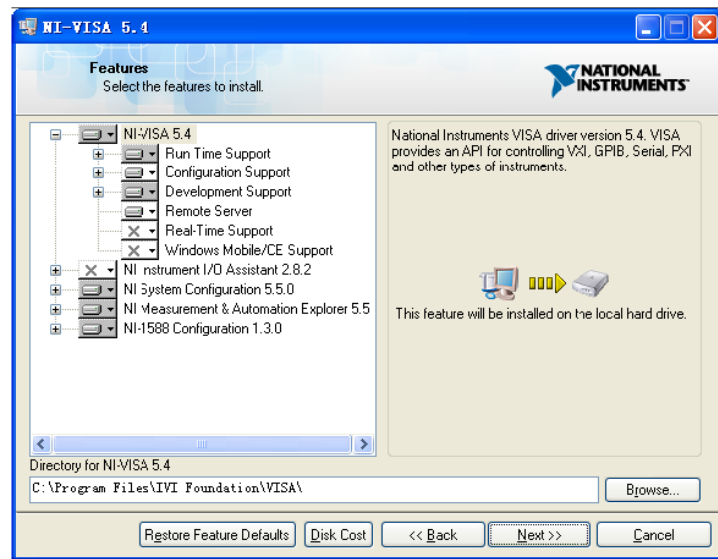 NI-VISA 5.4
Features
Select the features to install.
NATIONAL
INSTRUMENTS™
NI-VISA 5.4
Run Time Support
Configuration Support
Development Support
Remote Server
Real-Time Support
Windows Mobile/CE Support
NI Instrument I/O Assistant 2.8.2
NI System Configuration 5.5.0
NI Measurement & Automation Explorer 5.5
NI-1588 Configuration 1.3.0
National Instruments VISA driver version 5.4. VISA
provides an API for controlling VXI, GPIB, Serial, PXI
and other types of instruments.
This feature will be installed on the local hard drive.
Directory for NI-VISA 5.4
C:\Program Files\IVI Foundation\VISA\
Browse...
Restore Feature Defaults
Disk Cost
<< Back
Next >>
Cancel